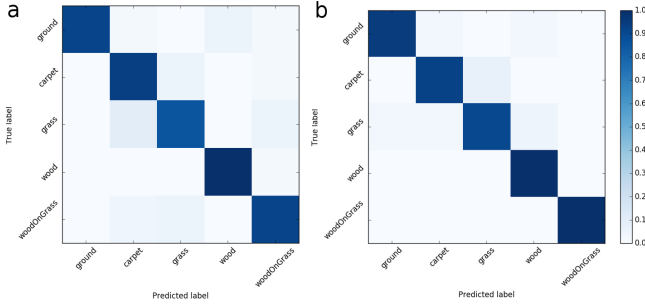 a
ground
carpet
grass
wood
woodOnGrass
True label
ground
carpet
grass
wood
woodOnGrass
Predicted label
b
ground
carpet
grass
wood
woodOnGrass
True label
ground
carpet
grass
wood
woodOnGrass
Predicted label
1.0
0.9
0.8
0.7
0.6
0.5
0.4
0.3
0.2
0.1
0.0